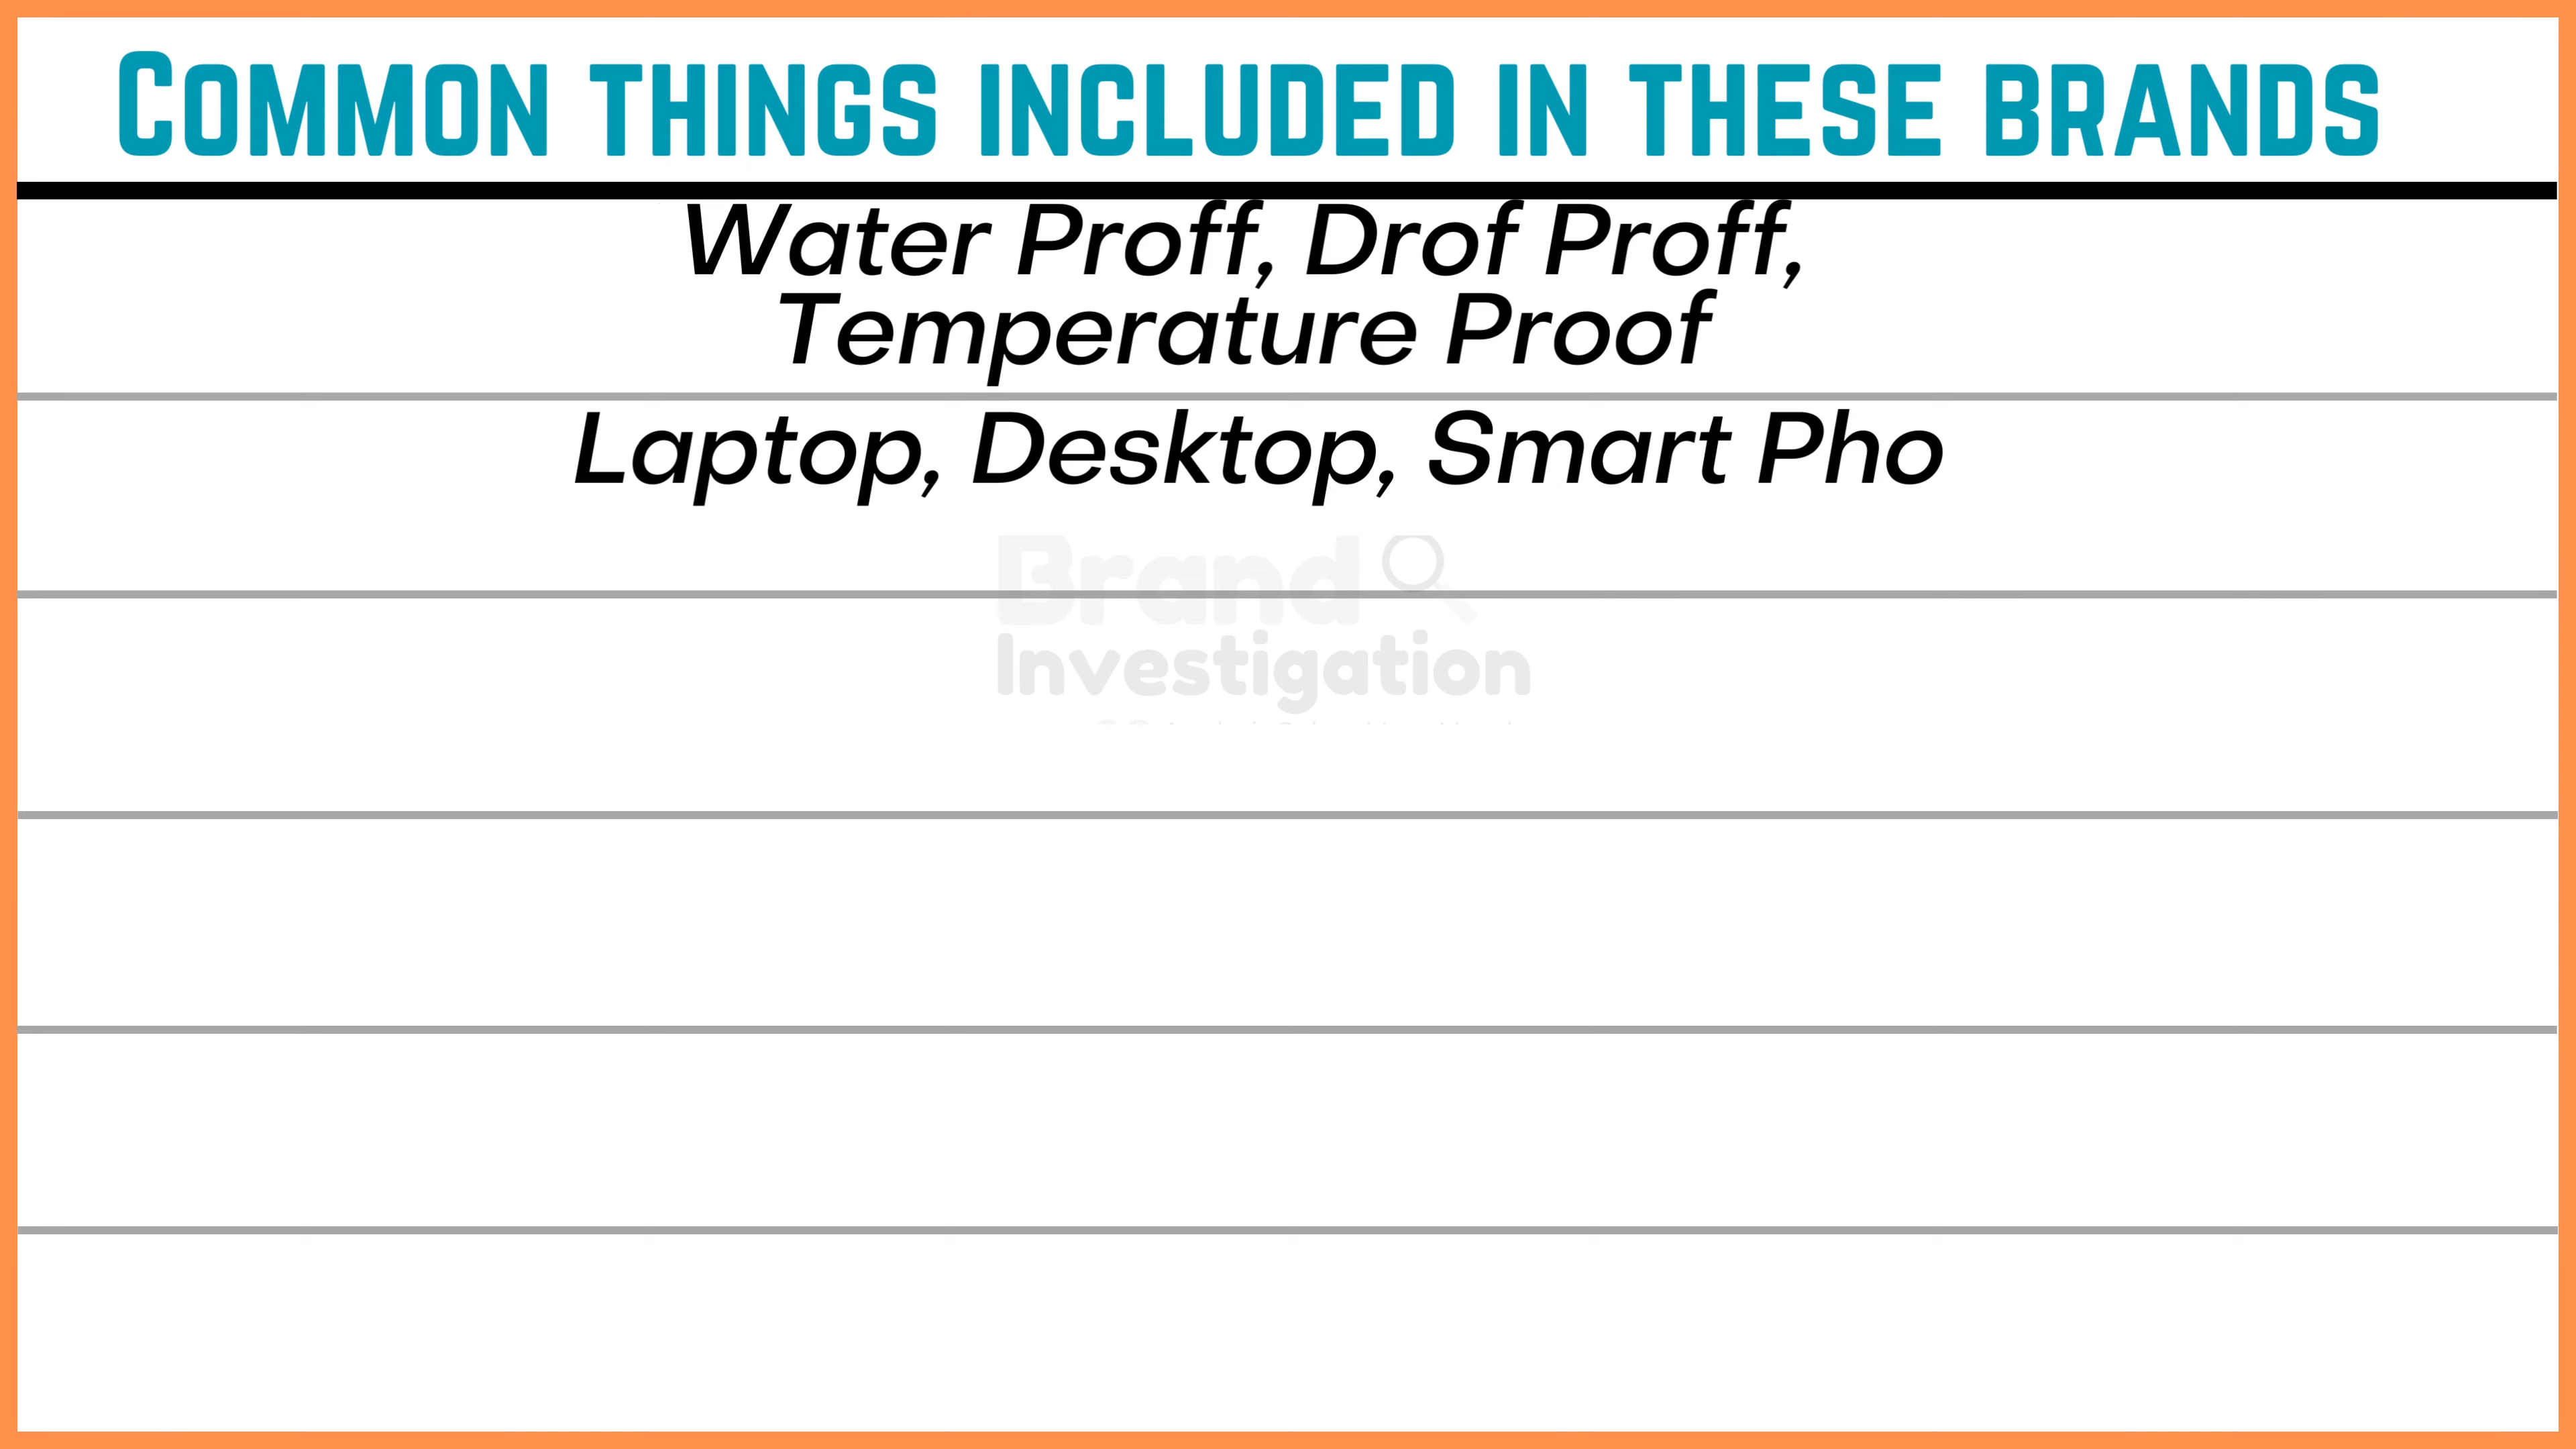 Common things included in these brands
Water Proff, Drof Proff,
Temperature Proof
Laptop, Desktop, Smart Pho
Brand
Investigation